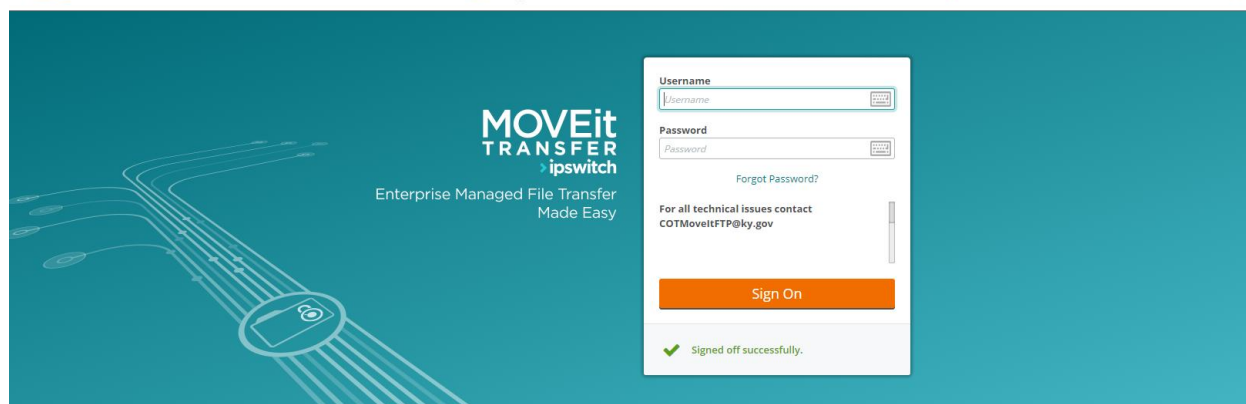 MOVEit
TRANSFER
ipswitch
Enterprise Managed File Transfer
Made Easy
Username
Username
Password
Password
Forgot Password?
For all technical issues contact
COTMoveItFTP@ky.gov
Sign On
Signed off successfully.